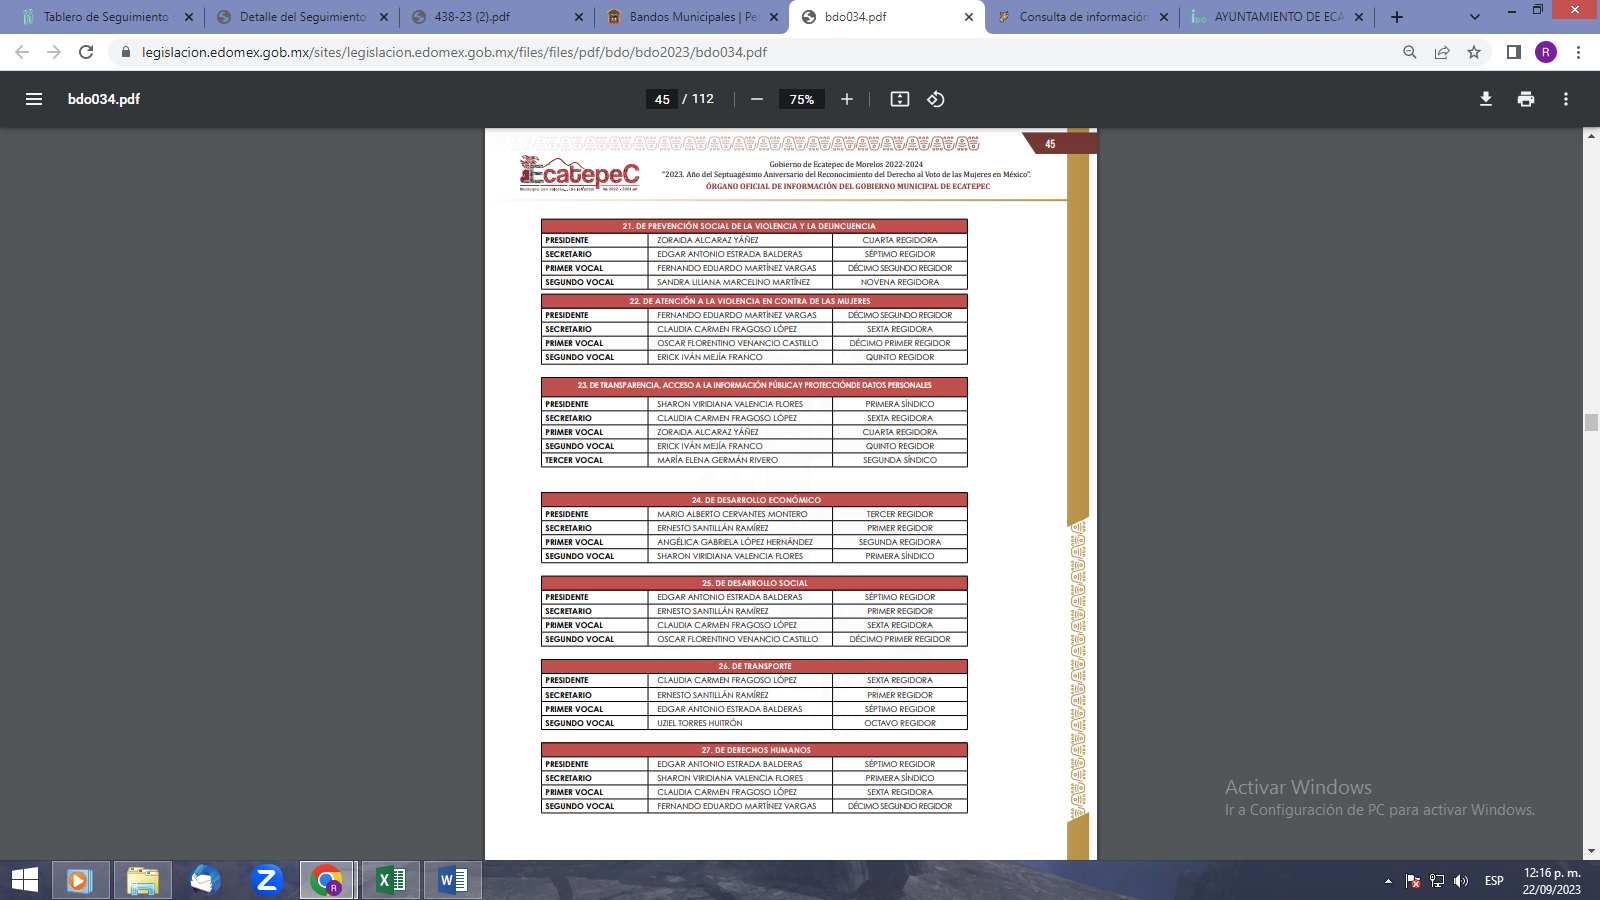 Tablero de Seguimiento
Detalle del Seguimiento
438-23 (2).pdf
Bandos Municipales | Pe
bdo034.pdf
Consulta de información
AYUNTAMIENTO DE ECA
legislacion.edomex.gob.mx/sites/legislacion.edomex.gob.mx/files/files/pdf/bdo/bdo2023/bdo034.pdf
R
bdo034.pdf
45 / 112
75%
45
Ecatepec
Gobierno de Ecatepec de Morelos 2022-2024
"2023. Año del Septuagésimo Aniversario del Reconocimiento del Derecho al Voto de las Mujeres en México".
ÓRGANO OFICIAL DE INFORMACIÓN DEL GOBIERNO MUNICIPAL DE ECATEPEC
21. DE PREVENCIÓN SOCIAL DE LA VIOLENCIA Y LA DELINCUENCIA
PRESIDENTE ZORAIDA ALCARAZ YÁÑEZ CUARTA REGIDORA
SECRETARIO EDGAR ANTONIO ESTRADA BALDERAS SÉPTIMO REGIDOR
PRIMER VOCAL FERNANDO EDUARDO MARTÍNEZ VARGAS DÉCIMO SEGUNDO REGIDOR
SEGUNDO VOCAL SANDRA LILIANA MARCELINO MARTÍNEZ NOVENA REGIDORA
22. DE ATENCIÓN A LA VIOLENCIA EN CONTRA DE LAS MUJERES
PRESIDENTE FERNANDO EDUARDO MARTÍNEZ VARGAS DÉCIMO SEGUNDO REGIDOR
SECRETARIO CLAUDIA CARMEN FRAGOSO LÓPEZ SEXTA REGIDORA
PRIMER VOCAL OSCAR FLORENTINO VENANCIO CASTILLO DÉCIMO PRIMER REGIDOR
SEGUNDO VOCAL ERICK IVÁN MEJÍA FRANCO QUINTO REGIDOR
23. DE TRANSPARENCIA, ACCESO A LA INFORMACIÓN PÚBLICAY PROTECCIÓNDE DATOS PERSONALES
PRESIDENTE SHARON VIRIDIANA VALENCIA FLORES PRIMERA SÍNDICO
SECRETARIO CLAUDIA CARMEN FRAGOSO LÓPEZ SEXTA REGIDORA
PRIMER VOCAL ZORAIDA ALCARAZ YÁÑEZ CUARTA REGIDORA
SEGUNDO VOCAL ERICK IVÁN MEJÍA FRANCO QUINTO REGIDOR
TERCER VOCAL MARÍA ELENA GERMÁN RIVERO SEGUNDA SÍNDICO
24. DE DESARROLLO ECONÓMICO
PRESIDENTE MARIO ALBERTO CERVANTES MONTERO TERCER REGIDOR
SECRETARIO ERNESTO SANTILLÁN RAMÍREZ PRIMER REGIDOR
PRIMER VOCAL ANGÉLICA GABRIELA LÓPEZ HERNÁNDEZ SEGUNDA REGIDORA
SEGUNDO VOCAL SHARON VIRIDIANA VALENCIA FLORES PRIMERA SÍNDICO
25. DE DESARROLLO SOCIAL
PRESIDENTE EDGAR ANTONIO ESTRADA BALDERAS SÉPTIMO REGIDOR
SECRETARIO ERNESTO SANTILLÁN RAMÍREZ PRIMER REGIDOR
PRIMER VOCAL CLAUDIA CARMEN FRAGOSO LÓPEZ SEXTA REGIDORA
SEGUNDO VOCAL OSCAR FLORENTINO VENANCIO CASTILLO DÉCIMO PRIMER REGIDOR
26. DE TRANSPORTE
PRESIDENTE CLAUDIA CARMEN FRAGOSO LÓPEZ SEXTA REGIDORA
SECRETARIO ERNESTO SANTILLÁN RAMÍREZ PRIMER REGIDOR
PRIMER VOCAL EDGAR ANTONIO ESTRADA BALDERAS SÉPTIMO REGIDOR
SEGUNDO VOCAL UZIEL TORRES HUITRÓN OCTAVO REGIDOR
27. DE DERECHOS HUMANOS
PRESIDENTE EDGAR ANTONIO ESTRADA BALDERAS SÉPTIMO REGIDOR
SECRETARIO SHARON VIRIDIANA VALENCIA FLORES PRIMERA SÍNDICO
PRIMER VOCAL CLAUDIA CARMEN FRAGOSO LÓPEZ SEXTA REGIDORA
SEGUNDO VOCAL FERNANDO EDUARDO MARTÍNEZ VARGAS DÉCIMO SEGUNDO REGIDOR
Activar Windows
Ir a Configuración de PC para activar Windows.
ESP
12:16 p. m.
22/09/2023